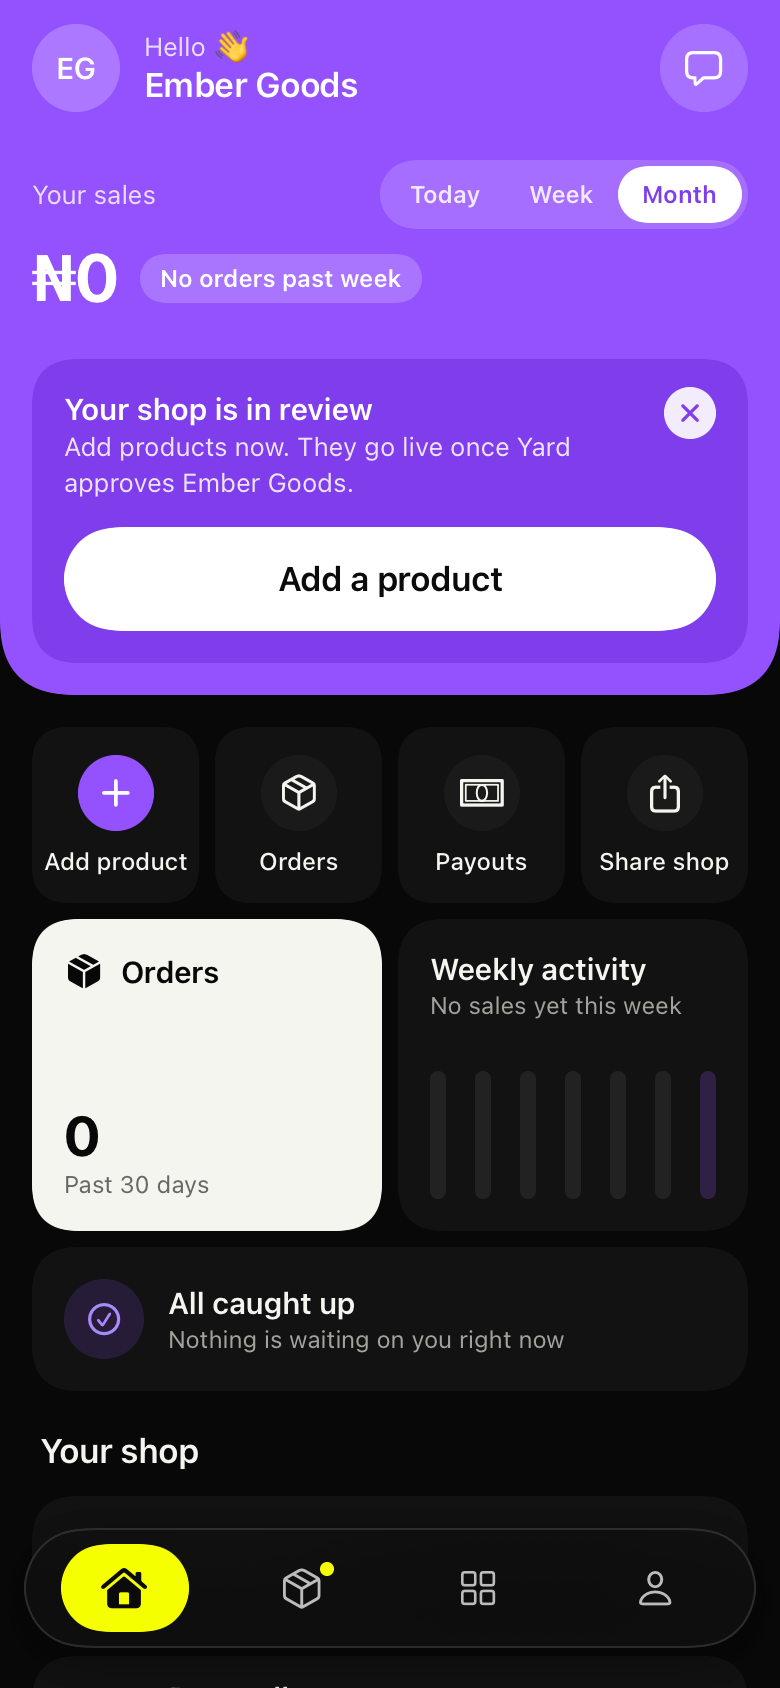 EG
Hello 👋
Ember Goods
Your sales
Today
Week
Month
₦0
No orders past week
Your shop is in review
Add products now. They go live once Yard
approves Ember Goods.
Add a product
Add product
Orders
Payouts
Share shop
Orders
0
Past 30 days
Weekly activity
No sales yet this week
All caught up
Nothing is waiting on you right now
Your shop